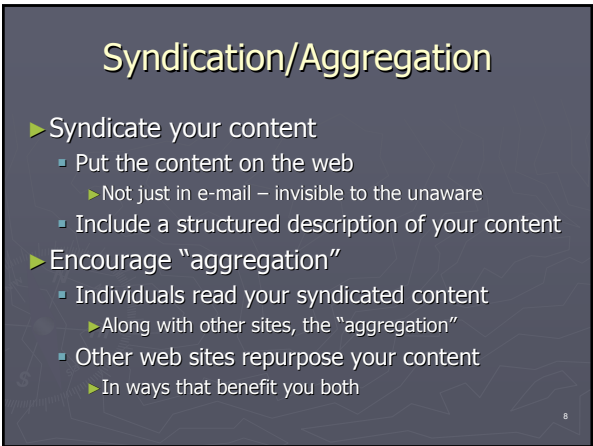 Syndication/Aggregation
►Syndicate your content
▪ Put the content on the web
►Not just in e-mail – invisible to the unaware
▪ Include a structured description of your content
►Encourage “aggregation”
▪ Individuals read your syndicated content
►Along with other sites, the “aggregation”
▪ Other web sites repurpose your content
►In ways that benefit you both
8